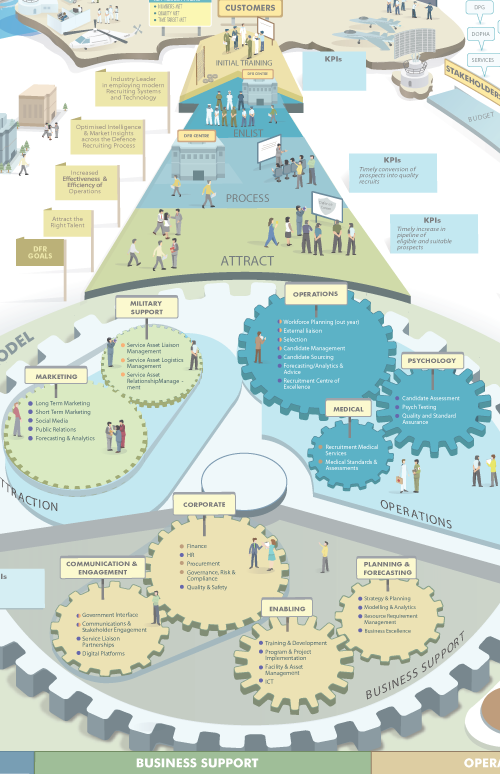 NUMBERS MET
QUALITY MET
TIME TARGET MET
CUSTOMERS
DPG
DOPHA
SERVICES
STAKEHOLDERS
BUDGET
INITIAL TRAINING
KPIs
DFR CENTRE
Industry Leader
in employing modern
Recruiting Systems
and Technology
ENLIST
Optimised Intelligence
& Market Insights
across the Defence
Recruiting Process
DFR CENTRE
KPIs
Timely conversion of
prospects into quality
recruits
Increased
Effectiveness &
Efficiency of
Operations
PROCESS
Attract the
Right Talent
KPIs
Timely increase in
pipeline of
eligible and suitable
prospects
DFR
GOALS
ATTRACT
MODEL
MILITARY
SUPPORT
Service Asset Liaison
Management
Service Asset Logistics
Management
Service Asset
RelationshipManage
ment
OPERATIONS
Workforce Planning (out year)
External liaison
Selection
Candidate Management
Candidate Sourcing
Forecasting/Analytics &
Advice
Recruitment Centre of
Excellence
MARKETING
Long Term Marketing
Short Term Marketing
Social Media
Public Relations
Forecasting & Analytics
PSYCHOLOGY
Candidate Assessment
Psych Testing
Quality and Standard
Assurance
MEDICAL
Recruitment Medical
Services
Medical Standards &
Assessments
TTRACTION
OPERATIONS
CORPORATE
Finance
HR
Procurement
Governance, Risk &
Compliance
Quality & Safety
COMMUNICATION &
ENGAGEMENT
Government Interface
Communications &
Stakeholder Engagement
Service Liaison
Partnerships
Digital Platforms
PLANNING &
FORECASTING
Strategy & Planning
Modelling & Analytics
Resource Requirement
Management
Business Excellence
ENABLING
Training & Development
Program & Project
Implementation
Facility & Asset
Management
ICT
BUSINESS SUPPORT
BUSINESS SUPPORT
OPERA